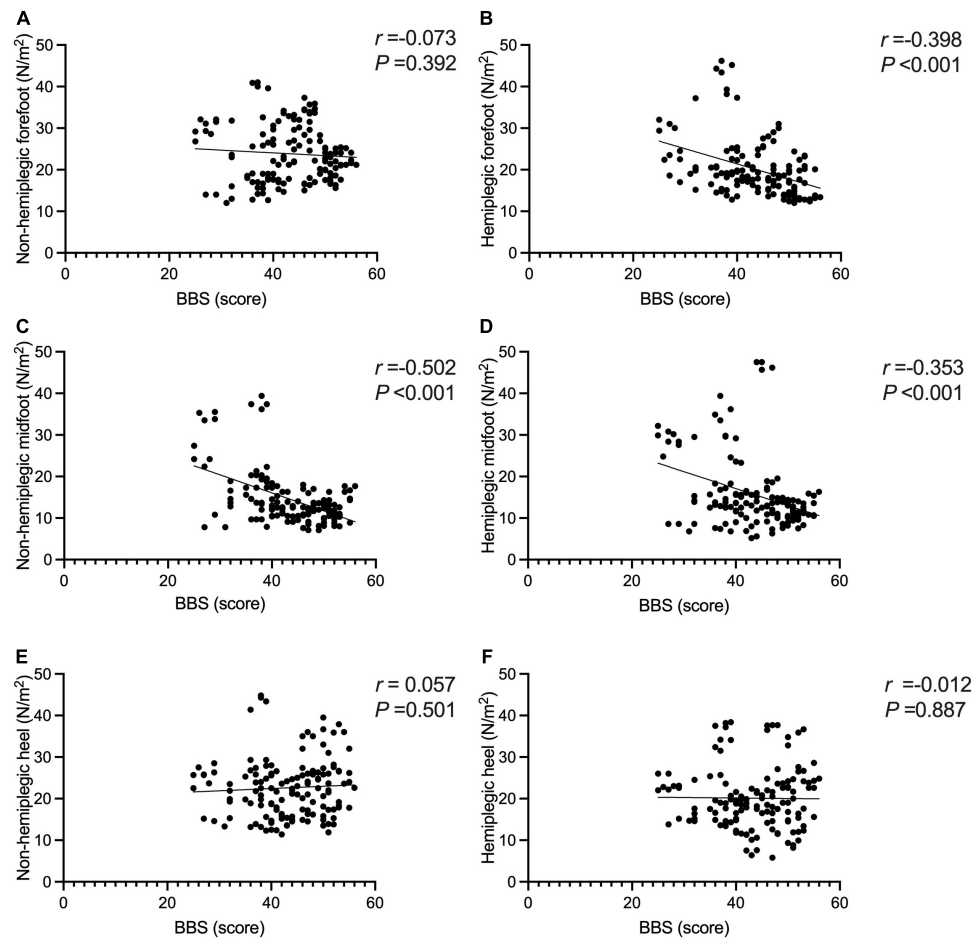 A
r=-0.073
P=0.392
Non-hemiplegic forefoot (N/m²)
50
40
30
20
10
0
0 20 40 60
BBS (score)
B
r=-0.398
P<0.001
Hemiplegic forefoot (N/m²)
50
40
30
20
10
0
0 20 40 60
BBS (score)
C
r=-0.502
P<0.001
Non-hemiplegic midfoot (N/m²)
50
40
30
20
10
0
0 20 40 60
BBS (score)
D
r=-0.353
P<0.001
Hemiplegic midfoot (N/m²)
50
40
30
20
10
0
0 20 40 60
BBS (score)
E
r= 0.057
P=0.501
Non-hemiplegic heel (N/m²)
50
40
30
20
10
0
0 20 40 60
BBS (score)
F
r =-0.012
P=0.887
Hemiplegic heel (N/m²)
50
40
30
20
10
0
0 20 40 60
BBS (score)